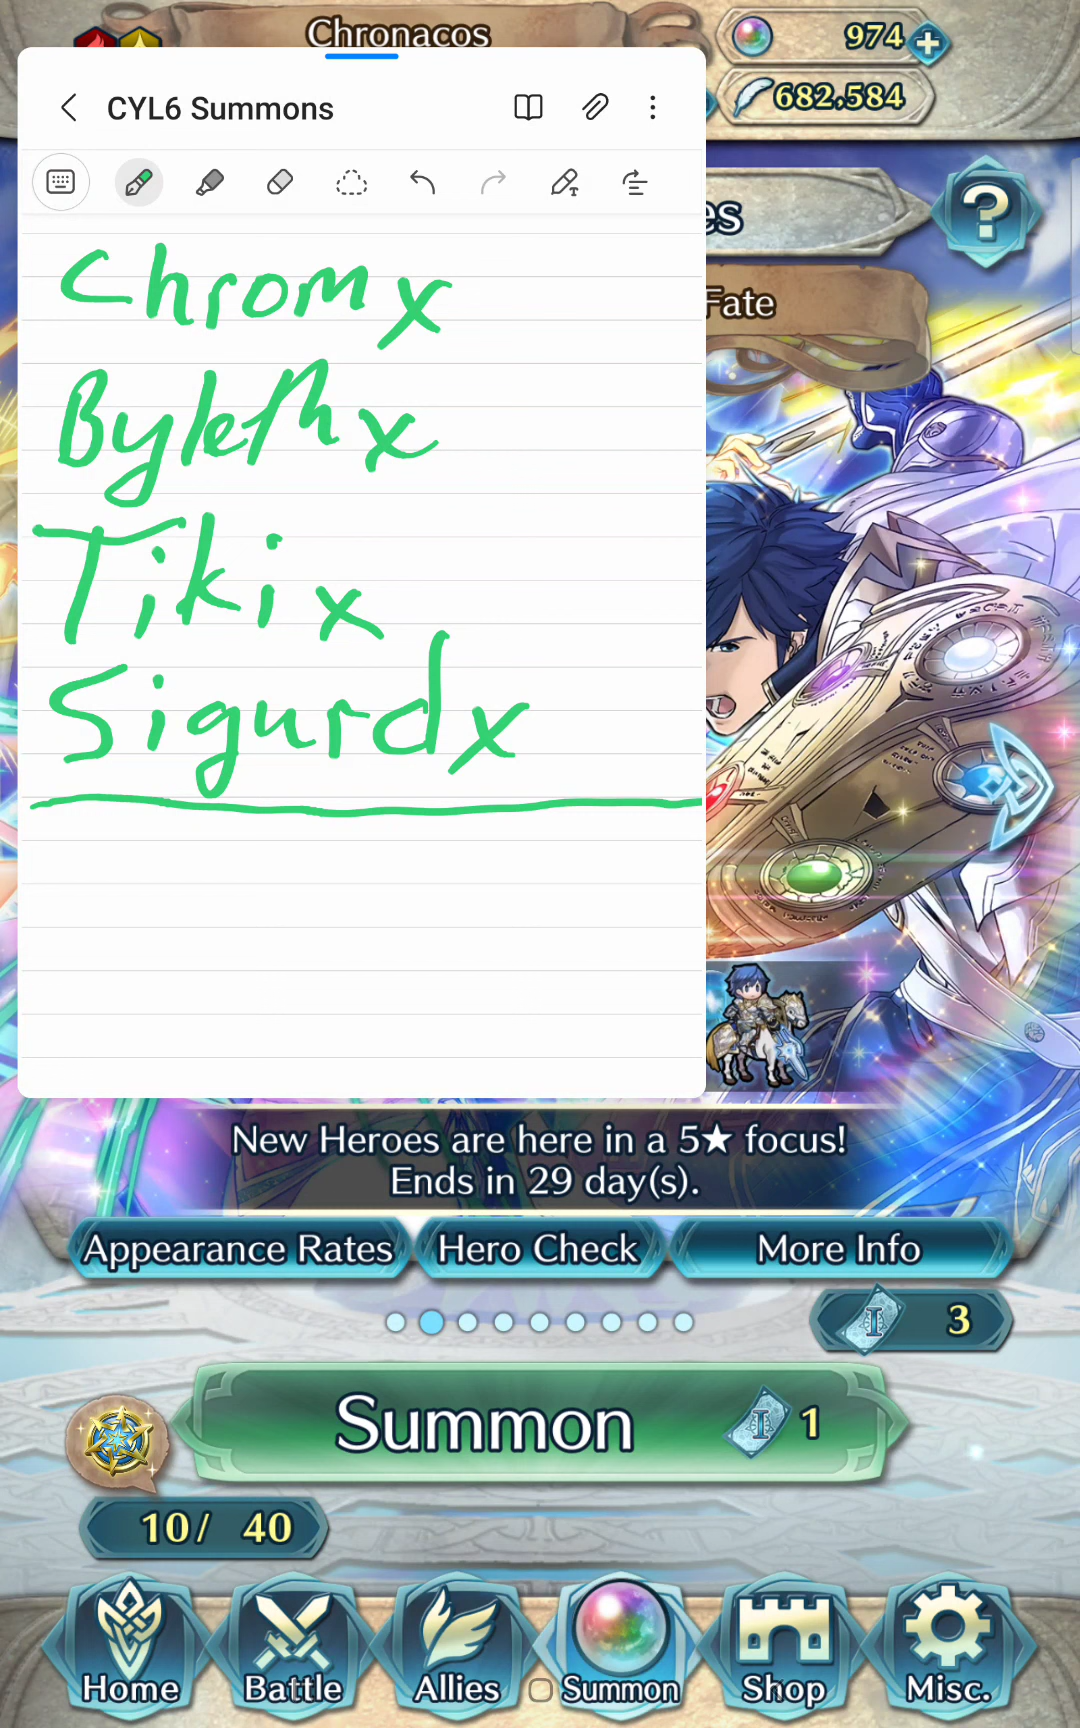 Chronacos
974
682,584
CYL6 Summons
es
Fate
Chrom x
Byleth x
Tiki x
Sigurd x
New Heroes are here in a 5★ focus!
Ends in 29 day(s).
Appearance Rates
Hero Check
More Info
3
Summon
1
10/ 40
Home
Battle
Allies
Summon
Shop
Misc.